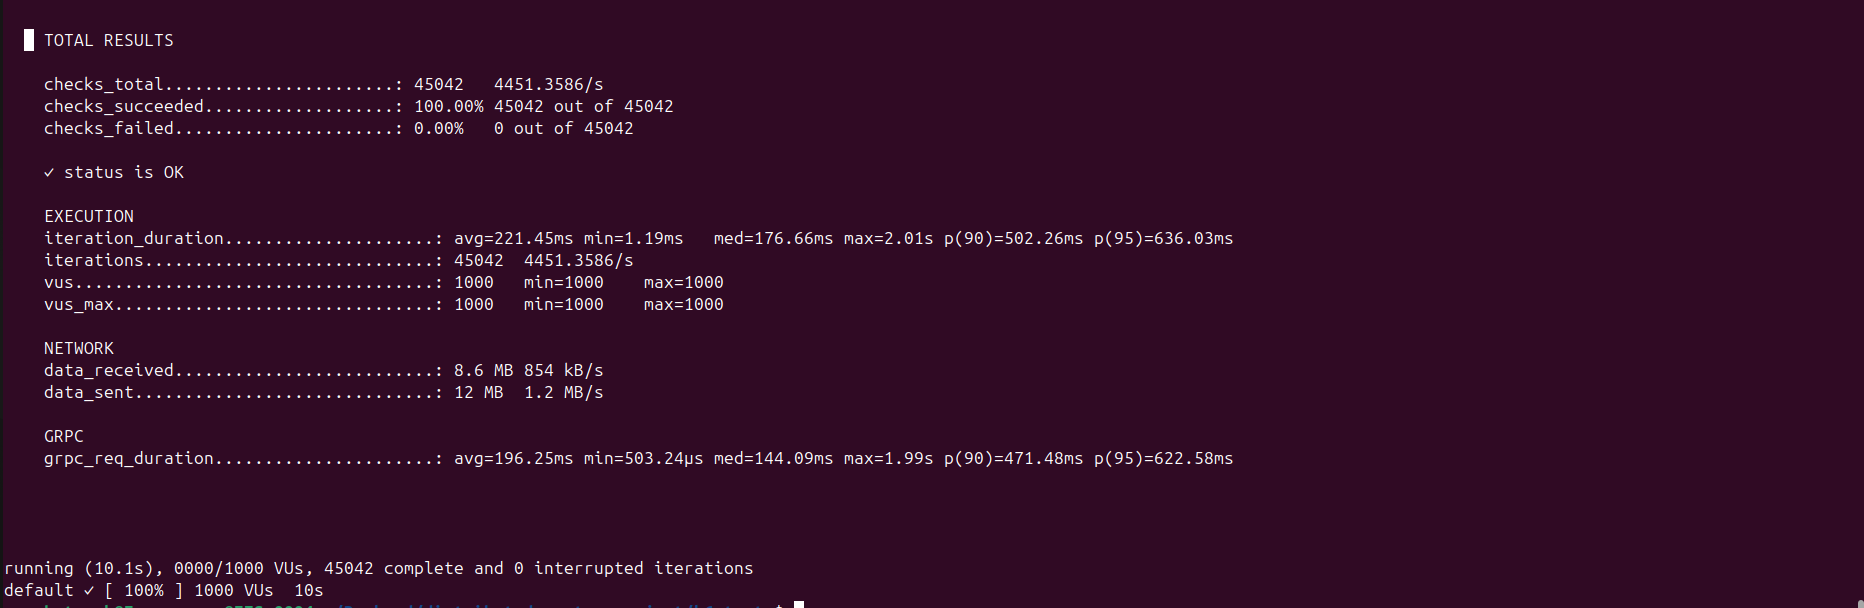 TOTAL RESULTS
checks_total.......................: 45042 4451.3586/s
checks_succeeded...................: 100.00% 45042 out of 45042
checks_failed......................: 0.00% 0 out of 45042
✓ status is OK
EXECUTION
iteration_duration.....................: avg=221.45ms min=1.19ms med=176.66ms max=2.01s p(90)=502.26ms p(95)=636.03ms
iterations.............................: 45042 4451.3586/s
vus....................................: 1000 min=1000 max=1000
vus_max................................: 1000 min=1000 max=1000
NETWORK
data_received..........................: 8.6 MB 854 kB/s
data_sent..............................: 12 MB 1.2 MB/s
GRPC
grpc_req_duration......................: avg=196.25ms min=503.24µs med=144.09ms max=1.99s p(90)=471.48ms p(95)=622.58ms
running (10.1s), 0000/1000 VUs, 45042 complete and 0 interrupted iterations
default ✓ [ 100% ] 1000 VUs 10s